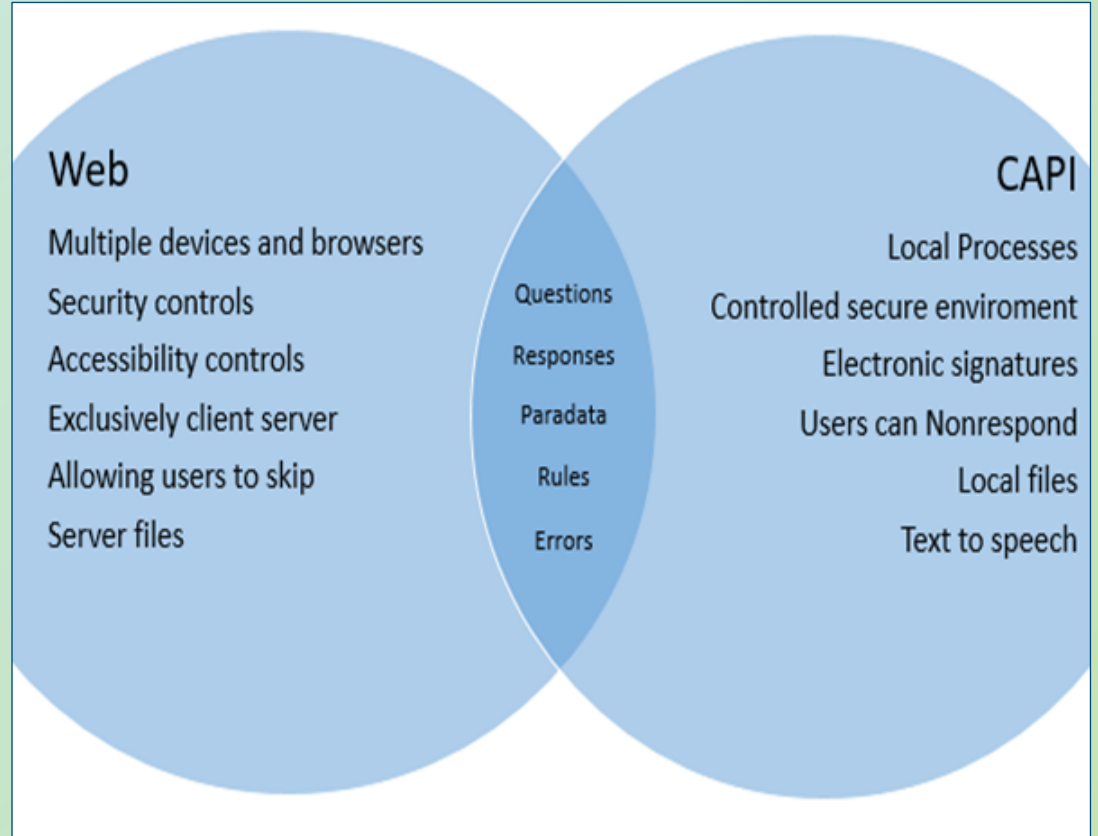 Web
Multiple devices and browsers
Security controls
Accessibility controls
Exclusively client server
Allowing users to skip
Server files
Questions
Responses
Paradata
Rules
Errors
CAPI
Local Processes
Controlled secure enviroment
Electronic signatures
Users can Nonrespond
Local files
Text to speech